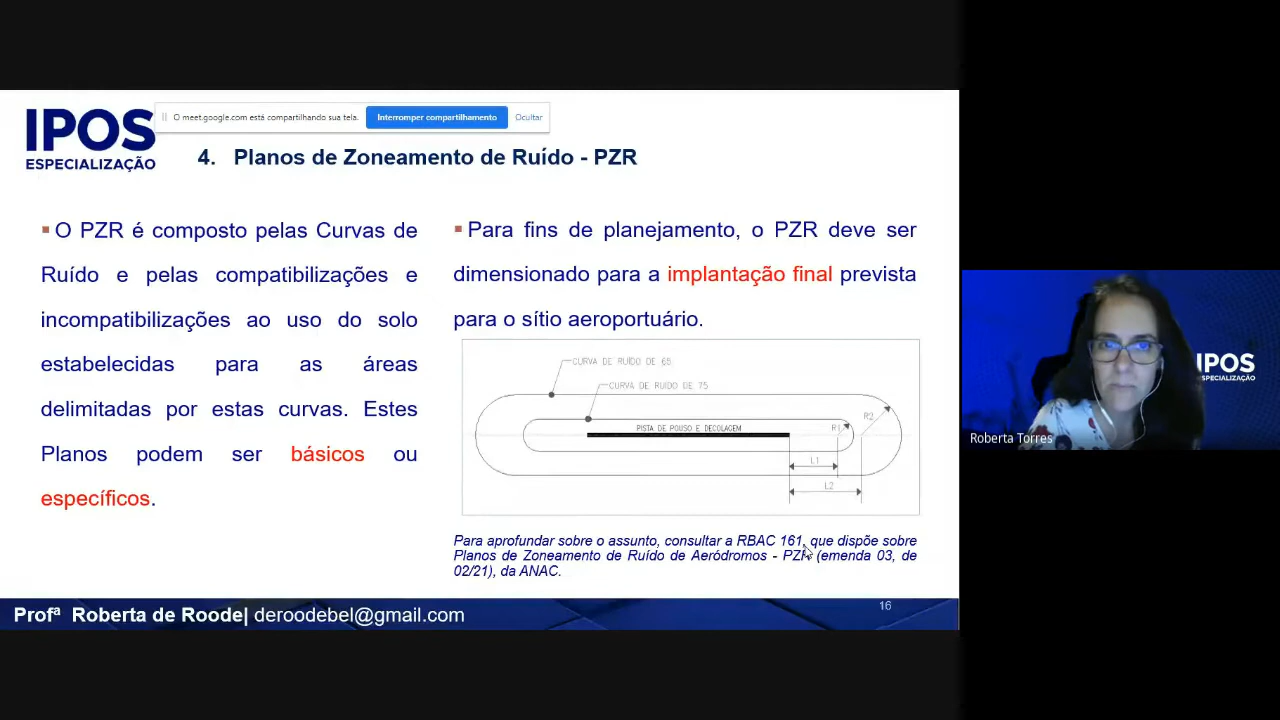 IPOS
ESPECIALIZAÇÃO
O meet.google.com está compartilhando sua tela.
Interromper compartilhamento
Ocultar
4. Planos de Zoneamento de Ruído - PZR
▪O PZR é composto pelas Curvas de
Ruído e pelas compatibilizações e
incompatibilizações ao uso do solo
estabelecidas para as áreas
delimitadas por estas curvas. Estes
Planos podem ser básicos ou
específicos.
▪Para fins de planejamento, o PZR deve ser
dimensionado para a implantação final prevista
para o sítio aeroportuário.
CURVA DE RUÍDO DE 65
CURVA DE RUÍDO DE 75
PISTA DE POUSO E DECOLAGEM
R1
R2
L1
L2
Para aprofundar sobre o assunto, consultar a RBAC 161, que dispõe sobre
Planos de Zoneamento de Ruído de Aeródromos - PZR (emenda 03, de
02/21), da ANAC.
Profª Roberta de Roode| deroodebel@gmail.com
16
IPOS
ESPECIALIZAÇÃO
Roberta Torres